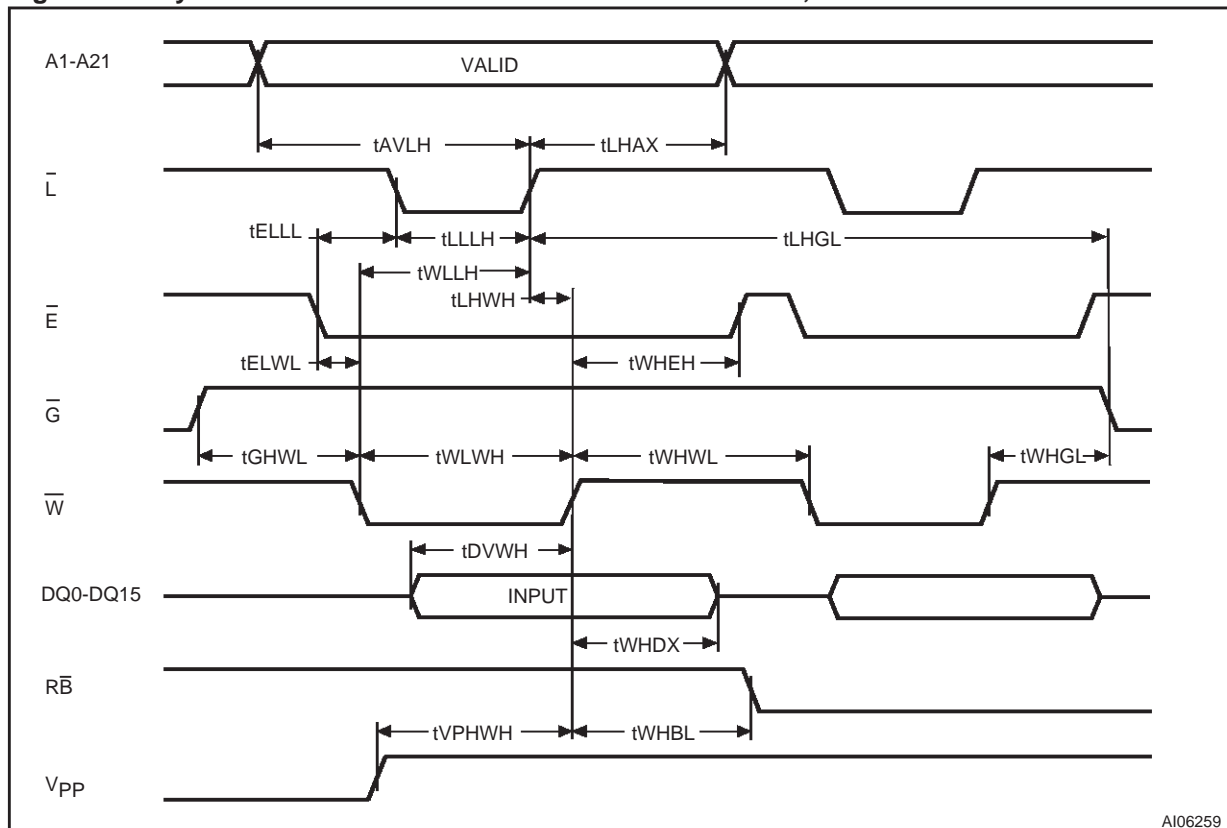 A1-A21
VALID
tAVLH
tLHAX
L̅
tELLL
tLLLH
tLHGL
tWLLH
tLHWH
E̅
tELWL
tWHEH
G̅
tGHWL
tWLWH
tWHWL
tWHGL
W̅
tDVWH
DQ0-DQ15
INPUT
tWHDX
RB̅
tVPHWH
tWHBL
VPP
AI06259